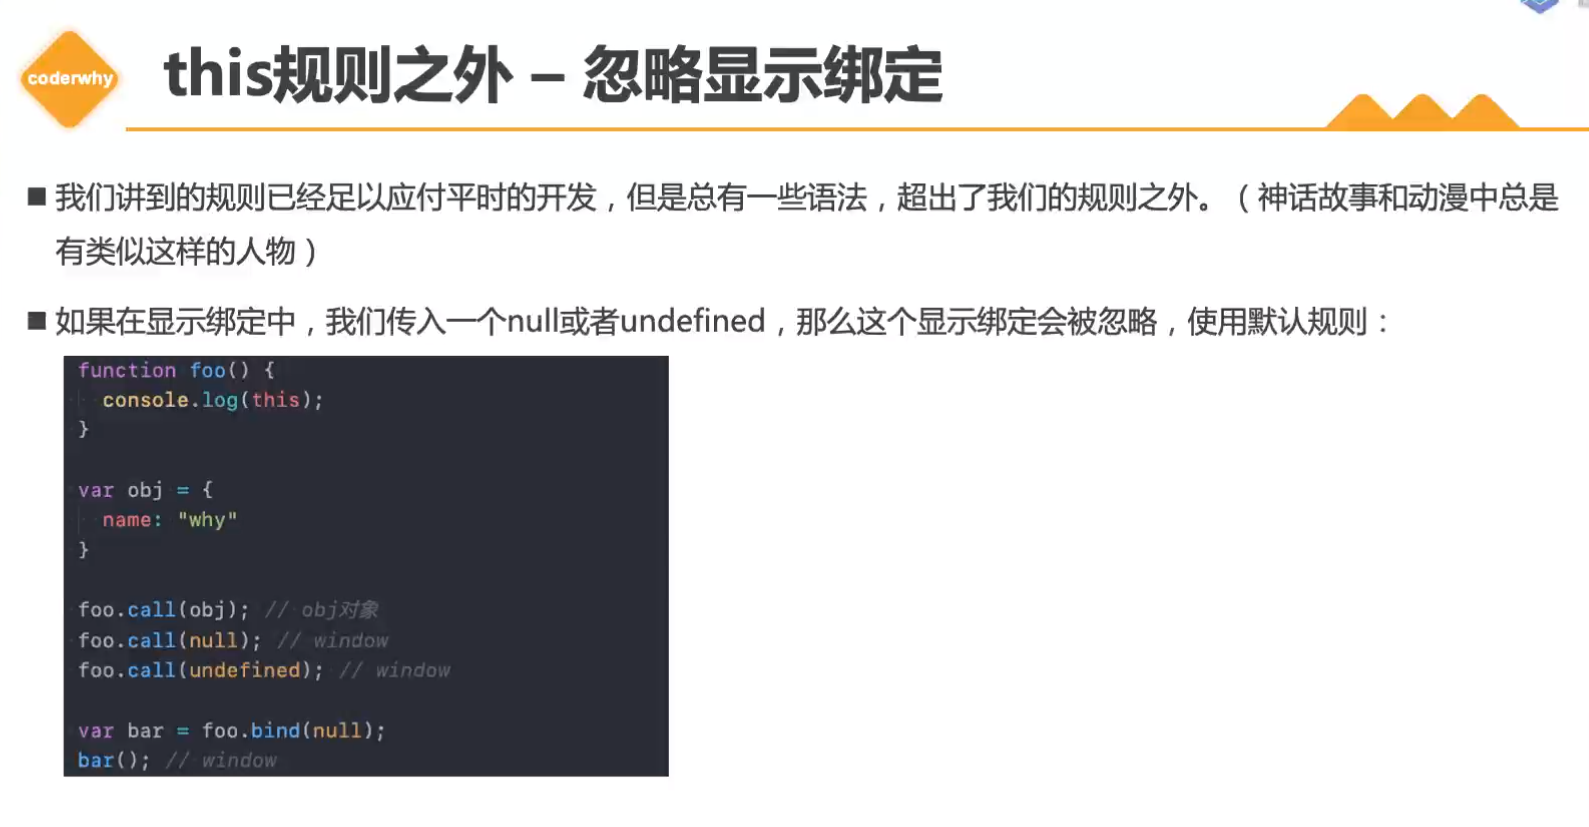 coderwhy
this规则之外 – 忽略显示绑定
■ 我们讲到的规则已经足以应付平时的开发，但是总有一些语法，超出了我们的规则之外。（神话故事和动漫中总是
有类似这样的人物）
■ 如果在显示绑定中，我们传入一个null或者undefined，那么这个显示绑定会被忽略，使用默认规则：
function foo() {
  console.log(this);
}
var obj = {
  name: "why"
}
foo.call(obj); // obj对象
foo.call(null); // window
foo.call(undefined); // window
var bar = foo.bind(null);
bar(); // window